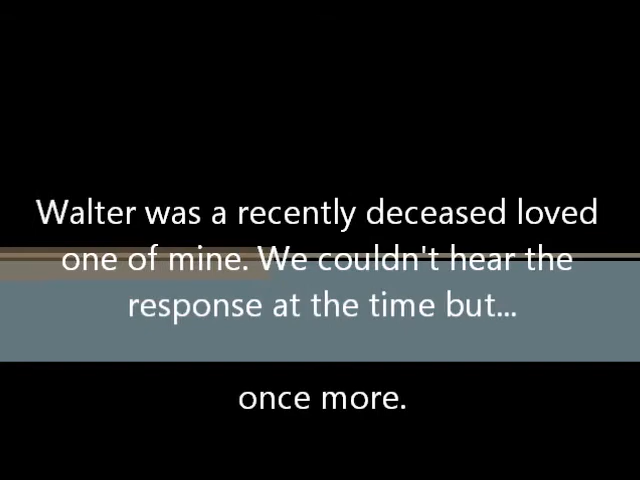 Walter was a recently deceased loved
one of mine. We couldn't hear the
response at the time but...
once more.